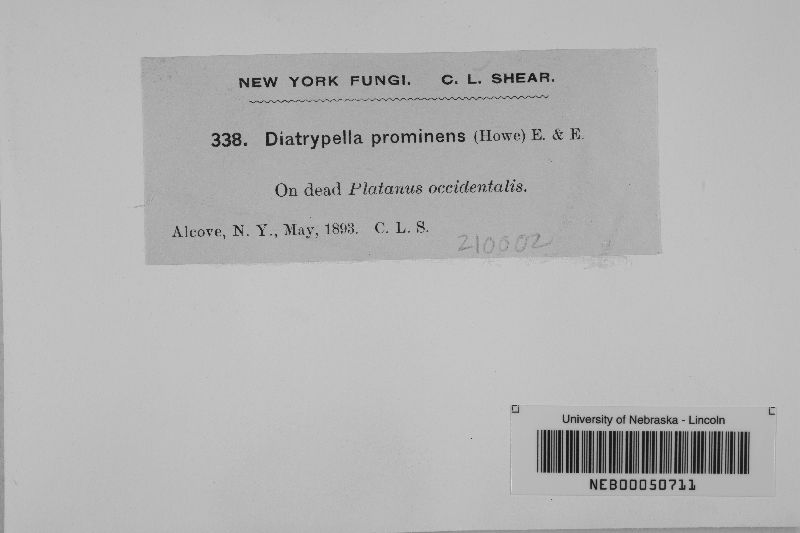 NEW YORK FUNGI. C. L. SHEAR.
338. Diatrypella prominens (Howe) E. & E.
On dead Platanus occidentalis.
Alcove, N. Y., May, 1893. C. L. S.
210002
University of Nebraska - Lincoln
NEB00050711